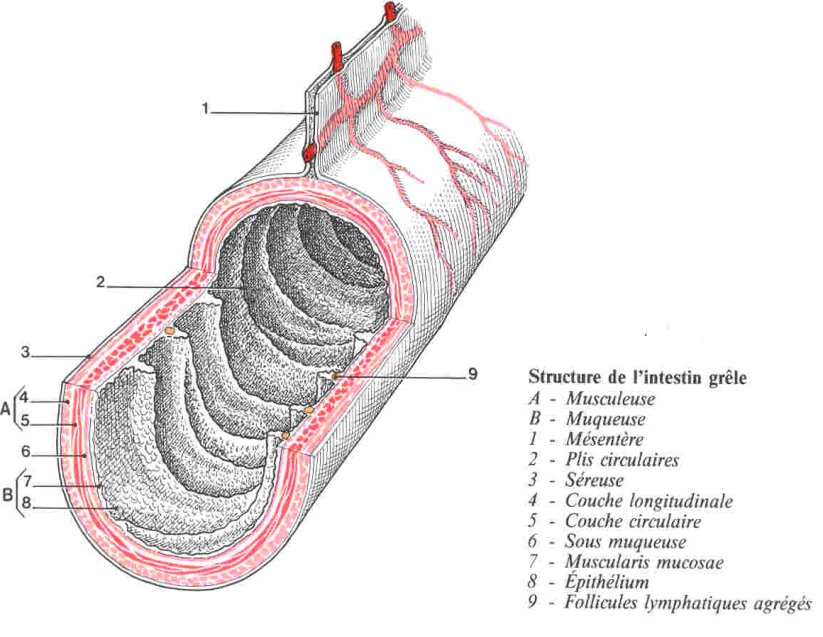 1
2
3
A
4
5
6
B
7
8
9
Structure de l'intestin grêle
A - Musculeuse
B - Muqueuse
1 - Mésentère
2 - Plis circulaires
3 - Séreuse
4 - Couche longitudinale
5 - Couche circulaire
6 - Sous muqueuse
7 - Muscularis mucosae
8 - Épithélium
9 - Follicules lymphatiques agrégés